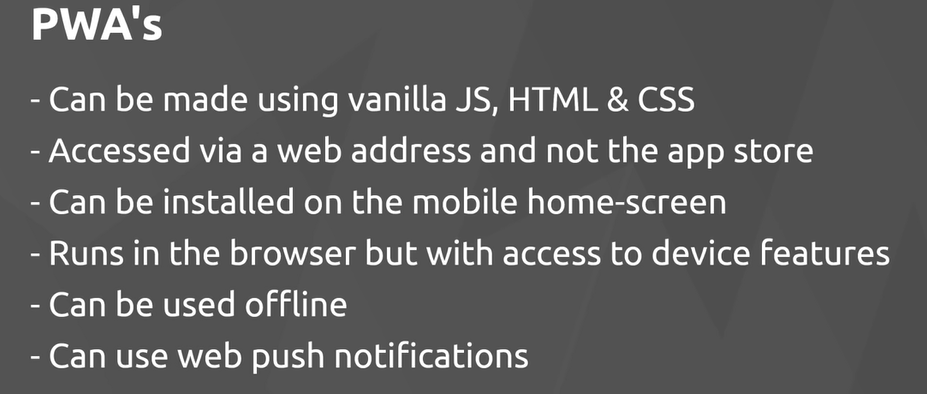 PWA's
- Can be made using vanilla JS, HTML & CSS
- Accessed via a web address and not the app store
- Can be installed on the mobile home-screen
- Runs in the browser but with access to device features
- Can be used offline
- Can use web push notifications